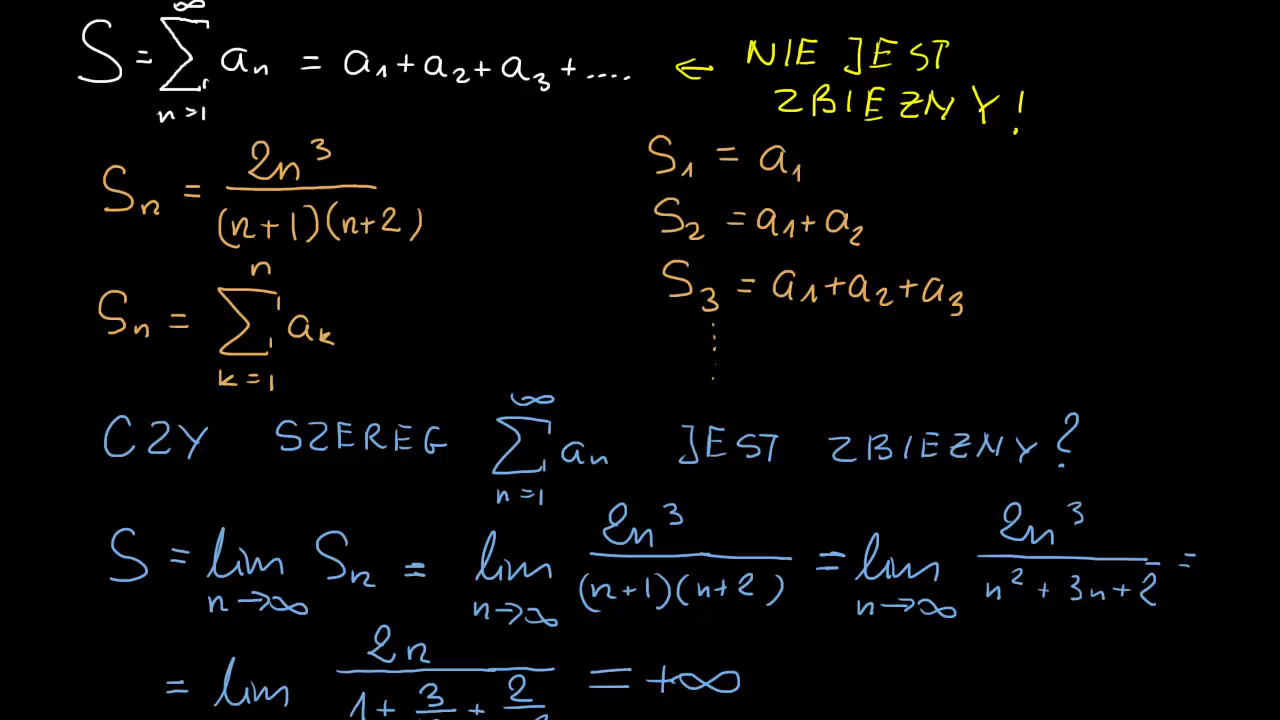 S = ∑_{n>1}^{∞} a_n = a_1 + a_2 + a_3 + .... ← NIE JEST
ZBIEZNY!
S_n = 2n^3 / (n+1)(n+2)
S_1 = a_1
S_2 = a_1 + a_2
S_n = ∑_{k=1}^{n} a_k
S_3 = a_1 + a_2 + a_3
CZY SZEREG ∑_{n=1}^{∞} a_n JEST ZBIEZNY?
S = lim_{n→∞} S_n = lim_{n→∞} 2n^3 / (n+1)(n+2) = lim_{n→∞} 2n^3 / n^2 + 3n + 2 =
= lim 2n / 1 + 3/ + 2/ = +∞